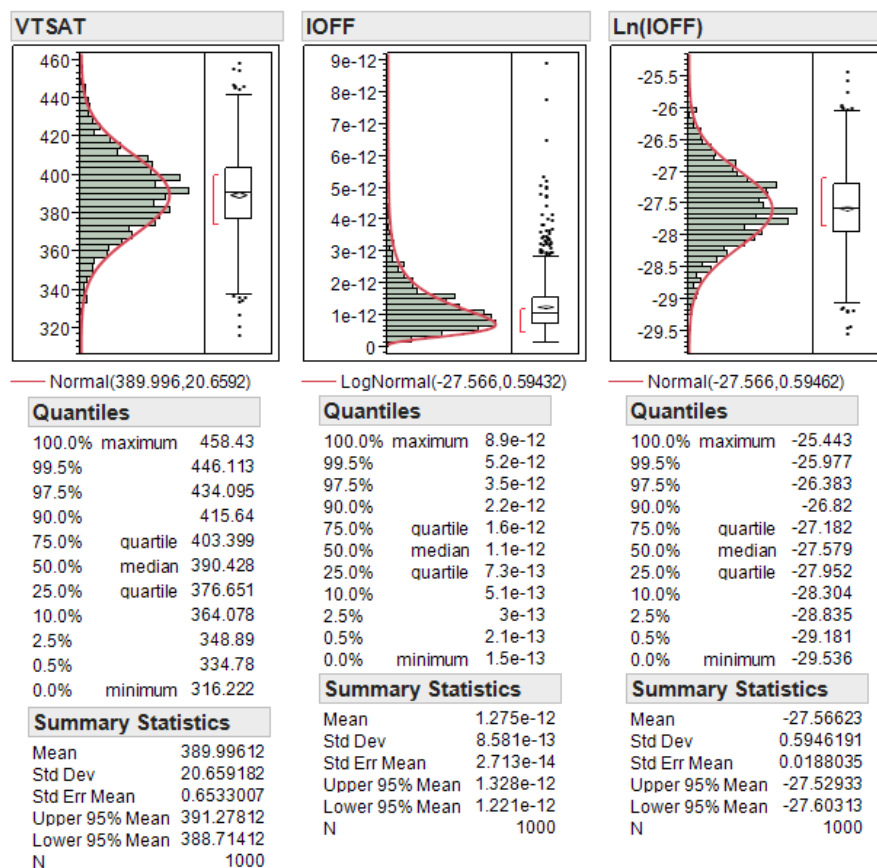 VTSAT
460
440
420
400
380
360
340
320
Normal(389.996,20.6592)
Quantiles
100.0% maximum 458.43
99.5% 446.113
97.5% 434.095
90.0% 415.64
75.0% quartile 403.399
50.0% median 390.428
25.0% quartile 376.651
10.0% 364.078
2.5% 348.89
0.5% 334.78
0.0% minimum 316.222
Summary Statistics
Mean 389.99612
Std Dev 20.659182
Std Err Mean 0.6533007
Upper 95% Mean 391.27812
Lower 95% Mean 388.71412
N 1000
IOFF
9e-12
8e-12
7e-12
6e-12
5e-12
4e-12
3e-12
2e-12
1e-12
0
LogNormal(-27.566,0.59432)
Quantiles
100.0% maximum 8.9e-12
99.5% 5.2e-12
97.5% 3.5e-12
90.0% 2.2e-12
75.0% quartile 1.6e-12
50.0% median 1.1e-12
25.0% quartile 7.3e-13
10.0% 5.1e-13
2.5% 3e-13
0.5% 2.1e-13
0.0% minimum 1.5e-13
Summary Statistics
Mean 1.275e-12
Std Dev 8.581e-13
Std Err Mean 2.713e-14
Upper 95% Mean 1.328e-12
Lower 95% Mean 1.221e-12
N 1000
Ln(IOFF)
-25.5
-26
-26.5
-27
-27.5
-28
-28.5
-29
-29.5
Normal(-27.566,0.59462)
Quantiles
100.0% maximum -25.443
99.5% -25.977
97.5% -26.383
90.0% -26.82
75.0% quartile -27.182
50.0% median -27.579
25.0% quartile -27.952
10.0% -28.304
2.5% -28.835
0.5% -29.181
0.0% minimum -29.536
Summary Statistics
Mean -27.56623
Std Dev 0.5946191
Std Err Mean 0.0188035
Upper 95% Mean -27.52933
Lower 95% Mean -27.60313
N 1000